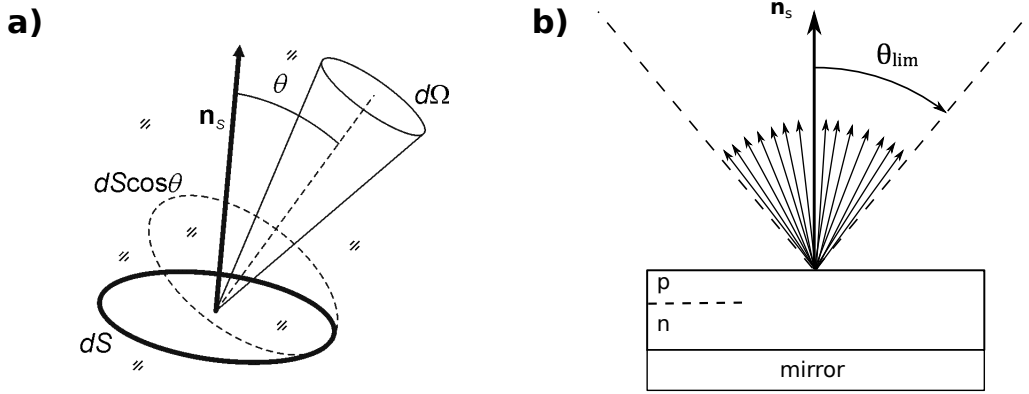 a)
θ
dΩ
n_s
dScosθ
dS
b)
n_s
θ_lim
p
n
mirror